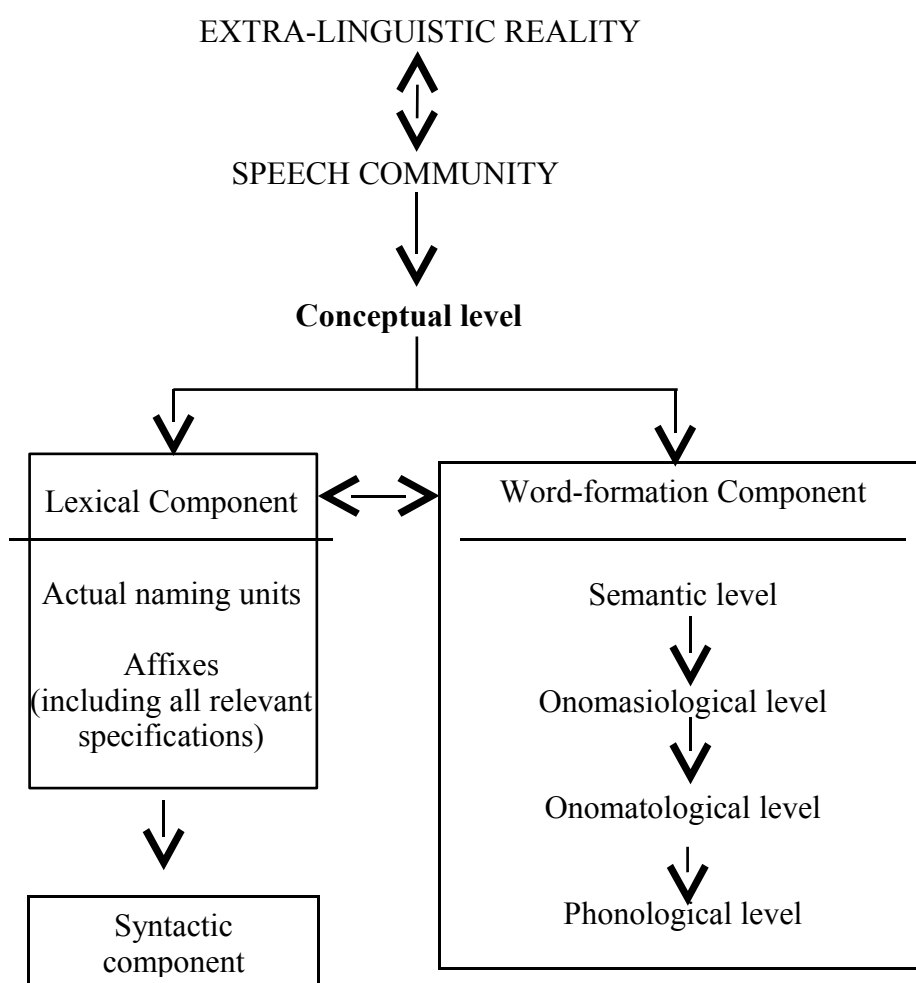 EXTRA-LINGUISTIC REALITY
SPEECH COMMUNITY
Conceptual level
Lexical Component
Actual naming units
Affixes
(including all relevant
specifications)
Syntactic
component
Word-formation Component
Semantic level
Onomasiological level
Onomatological level
Phonological level